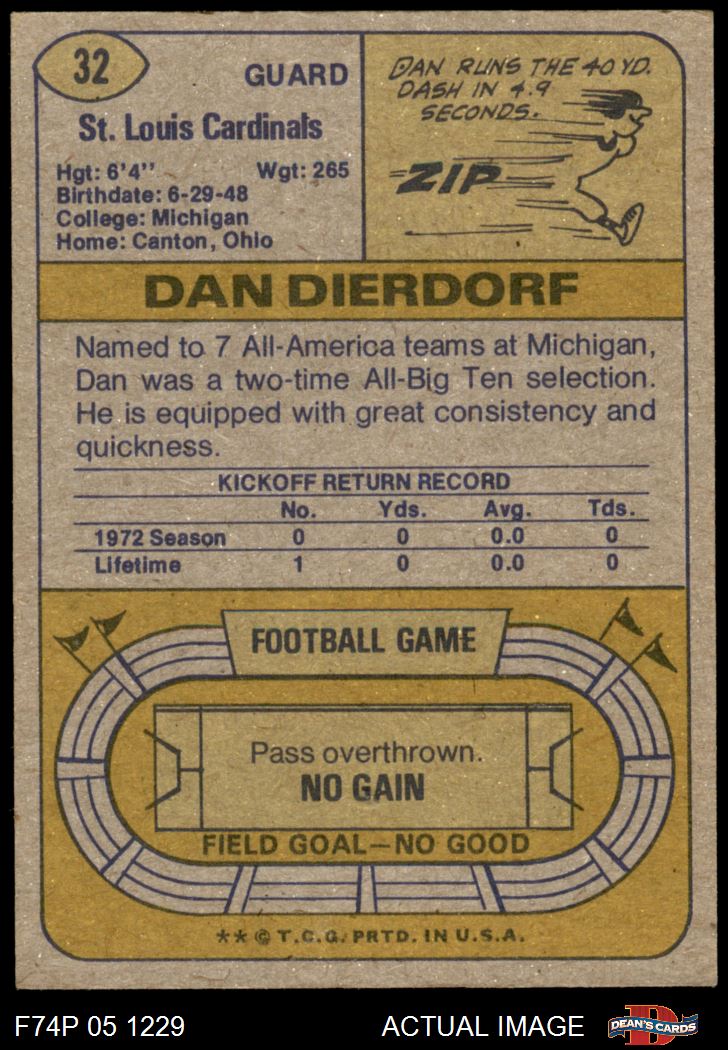 32
GUARD
St. Louis Cardinals
Hgt: 6'4" Wgt: 265
Birthdate: 6-29-48
College: Michigan
Home: Canton, Ohio
DAN RUNS THE 40 YD.
DASH IN 4.9
SECONDS.
ZIP
DAN DIERDORF
Named to 7 All-America teams at Michigan,
Dan was a two-time All-Big Ten selection.
He is equipped with great consistency and
quickness.
KICKOFF RETURN RECORD
No. Yds. Avg. Tds.
1972 Season 0 0 0.0 0
Lifetime 1 0 0.0 0
FOOTBALL GAME
Pass overthrown.
NO GAIN
FIELD GOAL—NO GOOD
** © T.C.G. PRTD. IN U.S.A.
F74P 05 1229 ACTUAL IMAGE
D
DEAN'S CARDS